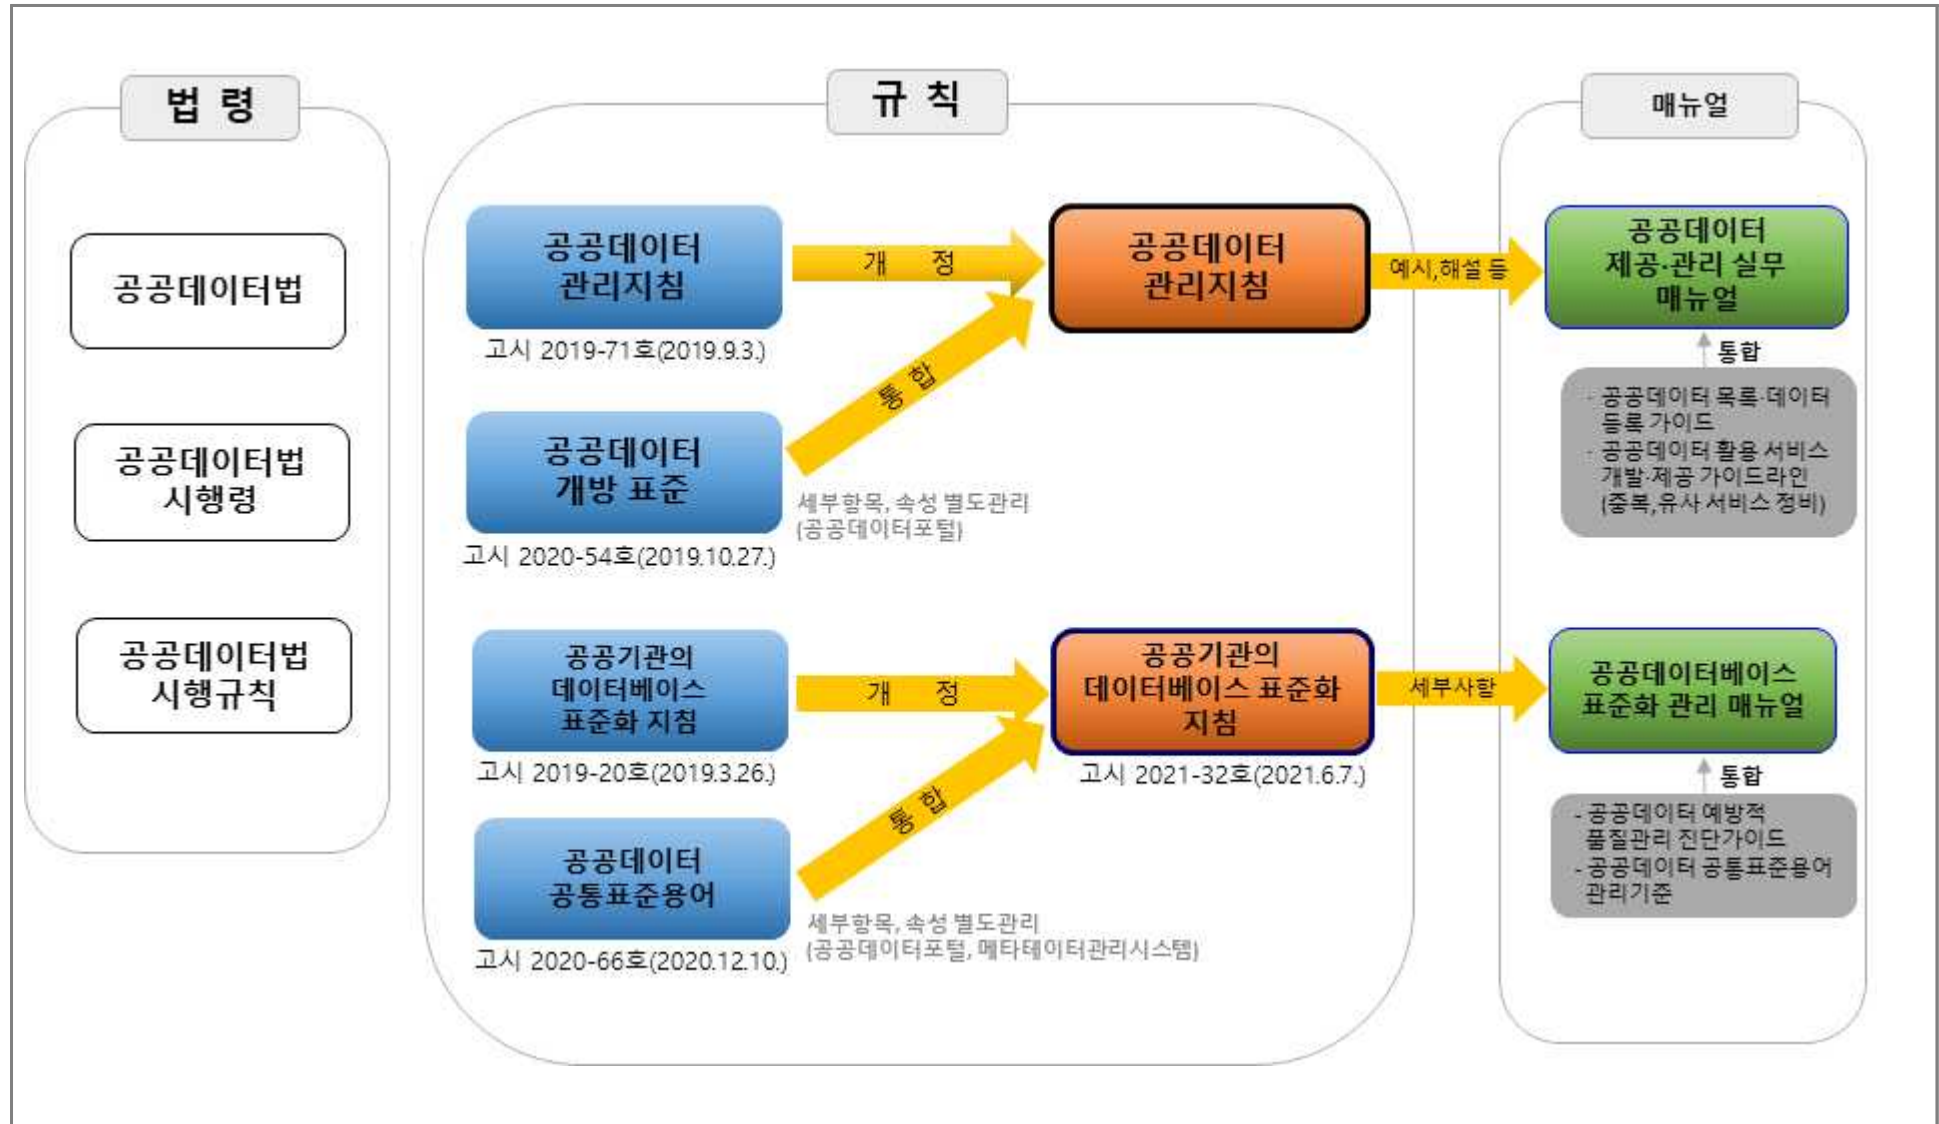 법 령
공공데이터법
공공데이터법
시행령
공공데이터법
시행규칙
규 칙
공공데이터
관리지침
고시 2019-71호(2019.9.3.)
개 정
공공데이터
관리지침
예시,해설 등
통 합
공공데이터
개방 표준
고시 2020-54호(2019.10.27.)
세부항목, 속성 별도관리
(공공데이터포털)
공공기관의
데이터베이스
표준화 지침
고시 2019-20호(2019.3.26.)
개 정
공공기관의
데이터베이스 표준화
지침
고시 2021-32호(2021.6.7.)
세부사항
통 합
공공데이터
공통표준용어
고시 2020-66호(2020.12.10.)
세부항목, 속성 별도관리
(공공데이터포털, 메타테이터관리시스템)
매뉴얼
공공데이터
제공·관리 실무
매뉴얼
통합
· 공공데이터 목록·데이터
등록 가이드
· 공공데이터 활용 서비스
개발·제공 가이드라인
(중복,유사 서비스 정비)
공공데이터베이스
표준화 관리 매뉴얼
통합
- 공공데이터 예방적
품질관리 진단가이드
- 공공데이터 공통표준용어
관리기준